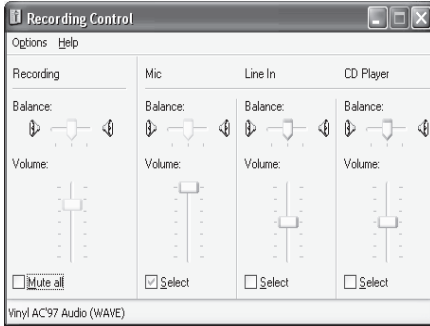 Recording Control
Options Help
Recording Mic Line In CD Player
Balance: Balance: Balance: Balance:
Volume: Volume: Volume: Volume:
Mute all Select Select Select
Vinyl AC'97 Audio (WAVE)